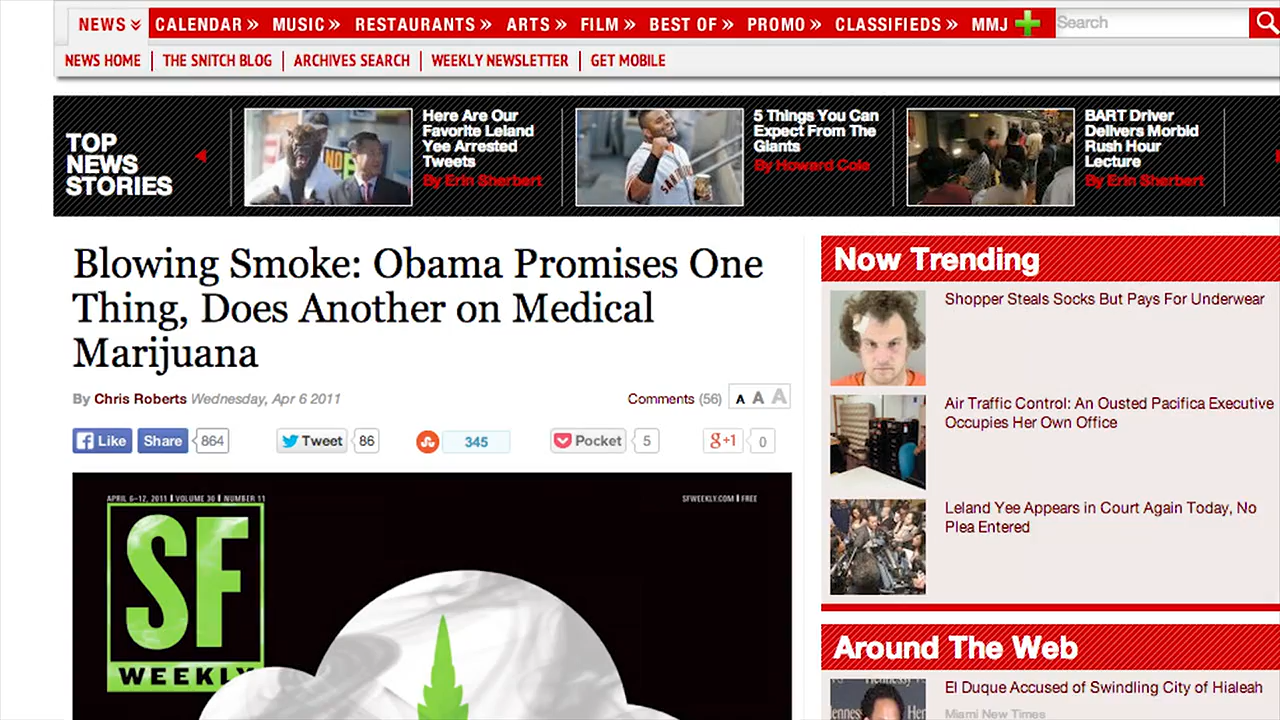 NEWS CALENDAR MUSIC RESTAURANTS ARTS FILM BEST OF PROMO CLASSIFIEDS MMJ Search
NEWS HOME | THE SNITCH BLOG | ARCHIVES SEARCH | WEEKLY NEWSLETTER | GET MOBILE
TOP
NEWS
STORIES
Here Are Our
Favorite Leland
Yee Arrested
Tweets
By Erin Sherbert
5 Things You Can
Expect From The
Giants
By Howard Cole
BART Driver
Delivers Morbid
Rush Hour
Lecture
By Erin Sherbert
Blowing Smoke: Obama Promises One
Thing, Does Another on Medical
Marijuana
By Chris Roberts Wednesday, Apr 6 2011
Comments (56) A A A
Like Share 864 Tweet 86 345 Pocket 5 g+1 0
APRIL 6–12, 2011 | VOLUME 30 | NUMBER 11
SFWEEKLY.COM | FREE
SF
WEEKLY
Now Trending
Shopper Steals Socks But Pays For Underwear
Air Traffic Control: An Ousted Pacifica Executive
Occupies Her Own Office
Leland Yee Appears in Court Again Today, No
Plea Entered
Around The Web
El Duque Accused of Swindling City of Hialeah
Miami New Times